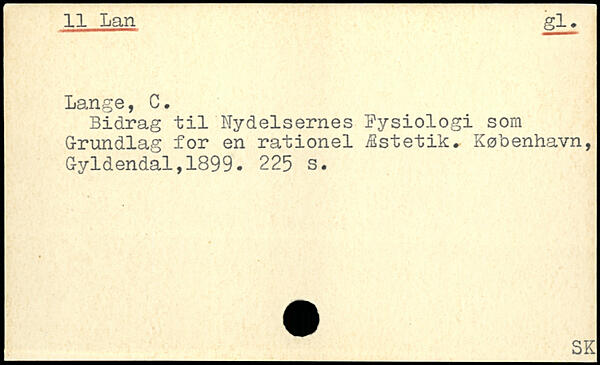 11 Lan gl.
Lange, C.
Bidrag til Nydelsernes Fysiologi som
Grundlag for en rationel Æstetik. København,
Gyldendal,1899. 225 s.
SK